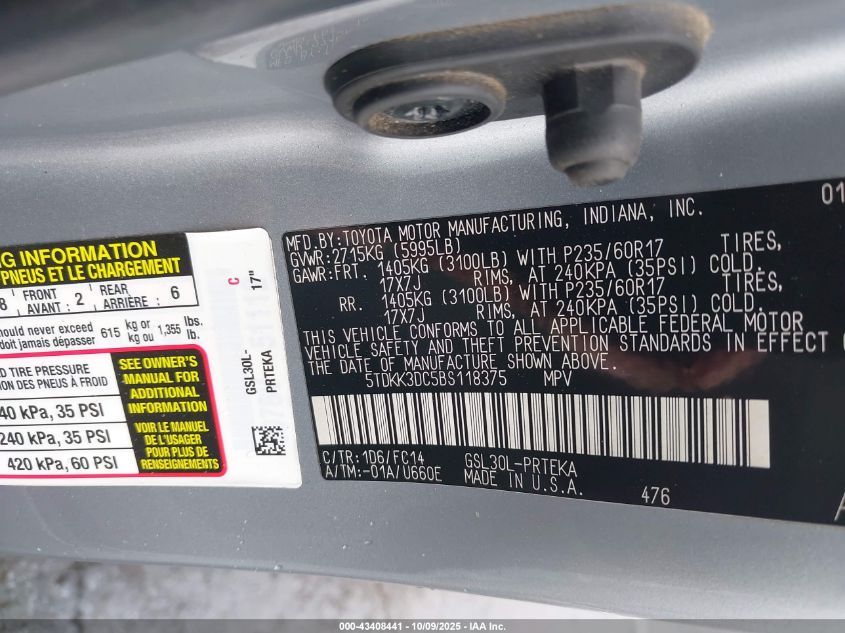 NG INFORMATION
PNEUS ET LE CHARGEMENT
8 FRONT AVANT : 2 REAR ARRIÈRE : 6
should never exceed 615 kg or 1,355 lbs.
doit jamais dépasser kg ou lb.
TIRE PRESSURE
DES PNEUS À FROID
40 kPa, 35 PSI
240 kPa, 35 PSI
420 kPa, 60 PSI
SEE OWNER'S
MANUAL FOR
ADDITIONAL
INFORMATION
VOIR LE MANUEL
DE L'USAGER
POUR PLUS DE
RENSEIGNEMENTS
C
17"
GSL30L-
PRTEKA
01
MFD.BY:TOYOTA MOTOR MANUFACTURING, INDIANA, INC.
GVWR:2715KG (5995LB)
GAWR:FRT. 1405KG (3100LB) WITH P235/60R17 TIRES,
17X7J RIMS, AT 240KPA (35PSI) COLD.
RR. 1405KG (3100LB) WITH P235/60R17 TIRES,
17X7J RIMS, AT 240KPA (35PSI) COLD.
THIS VEHICLE CONFORMS TO ALL APPLICABLE FEDERAL MOTOR
VEHICLE SAFETY AND THEFT PREVENTION STANDARDS IN EFFECT
THE DATE OF MANUFACTURE SHOWN ABOVE.
5TDKK3DC5BS118375 MPV
C/TR:1D6/FC14 GSL30L-PRTEKA
A/TM:-01A/U660E MADE IN U.S.A.
476
000-43408441 - 10/09/2025 - IAA Inc.